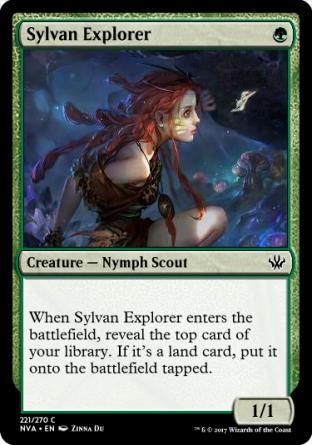 Sylvan Explorer
Creature — Nymph Scout
When Sylvan Explorer enters the
battlefield, reveal the top card of
your library. If it's a land card, put it
onto the battlefield tapped.
1/1
221/270 C
NVA • EN Zinna Du
™ & © 2017 Wizards of the Coast